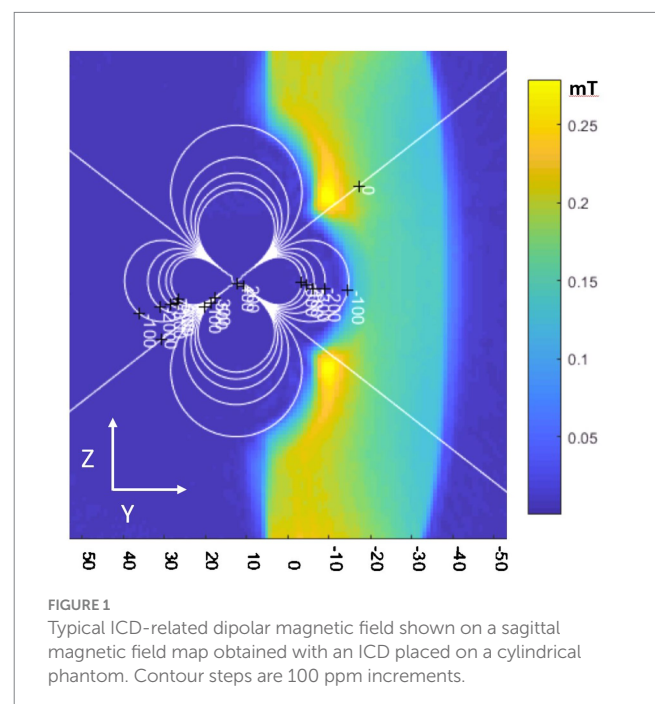 mT
0.25
0.2
0.15
0.1
0.05
0
-100
-200
100
Z
Y
50 40 30 20 10 0 -10 -20 -30 -40 -50
FIGURE 1
Typical ICD-related dipolar magnetic field shown on a sagittal
magnetic field map obtained with an ICD placed on a cylindrical
phantom. Contour steps are 100 ppm increments.